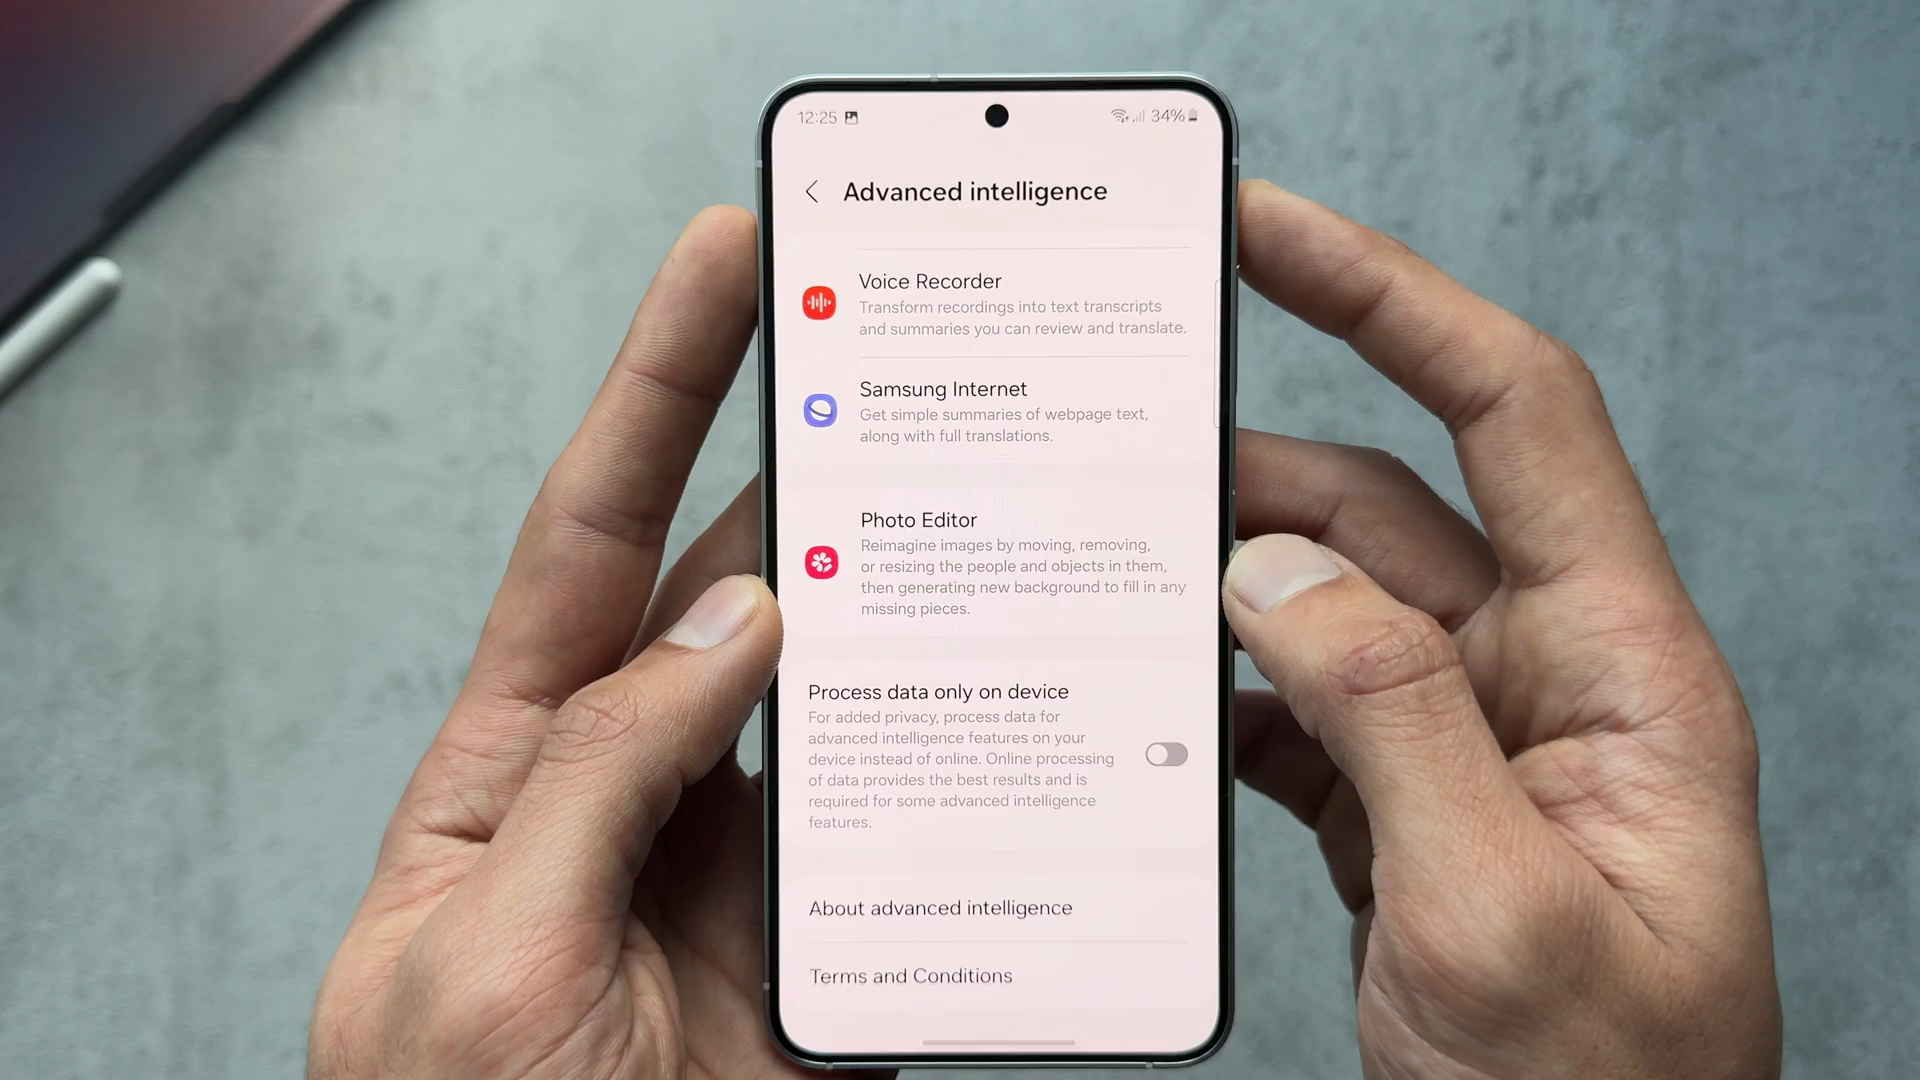 12:25
34%
Advanced intelligence
Voice Recorder
Transform recordings into text transcripts
and summaries you can review and translate.
Samsung Internet
Get simple summaries of webpage text,
along with full translations.
Photo Editor
Reimagine images by moving, removing,
or resizing the people and objects in them,
then generating new background to fill in any
missing pieces.
Process data only on device
For added privacy, process data for
advanced intelligence features on your
device instead of online. Online processing
of data provides the best results and is
required for some advanced intelligence
features.
About advanced intelligence
Terms and Conditions